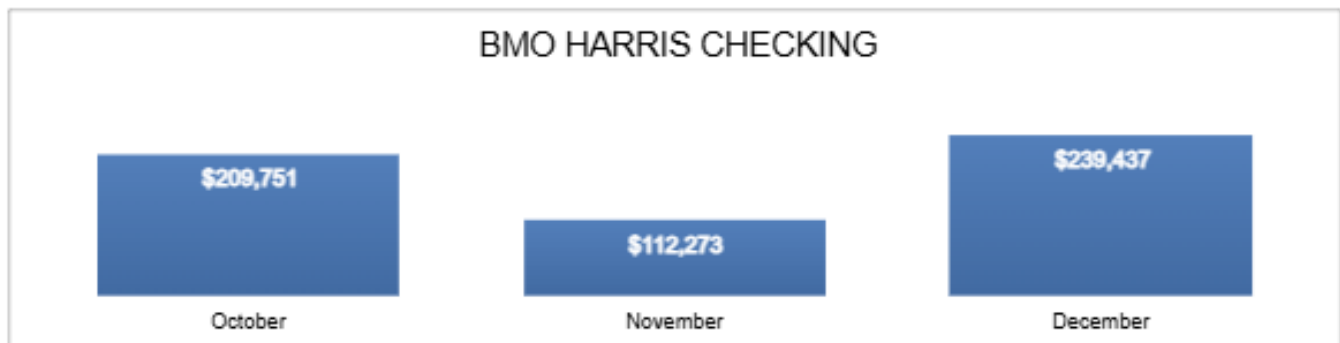 BMO HARRIS CHECKING
$209,751
$112,273
$239,437
October
November
December